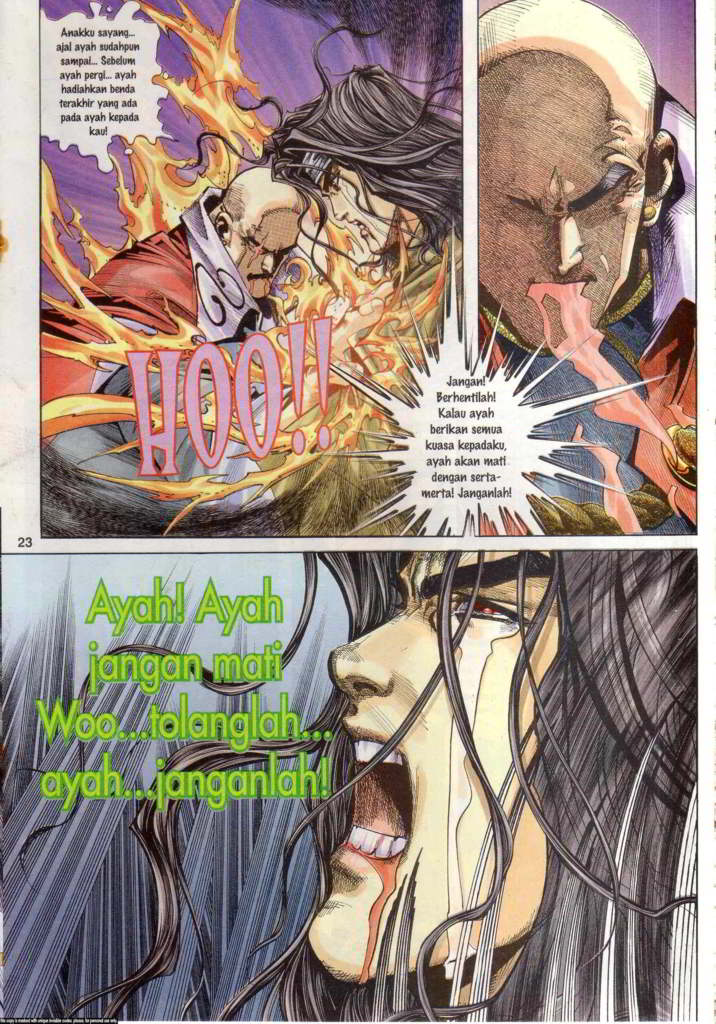 Anakku sayang...
ajal ayah sudahpun
sampai... Sebelum
ayah pergi... ayah
hadiahkan benda
terakhir yang ada
pada ayah kepada
kau!
HOO!!
Jangan!
Berhentilah!
Kalau ayah
berikan semua
kuasa kepadaku,
ayah akan mati
dengan serta-
merta! Janganlah!
23
Ayah! Ayah
jangan mati
Woo...tolanglah...
ayah...janganlah!